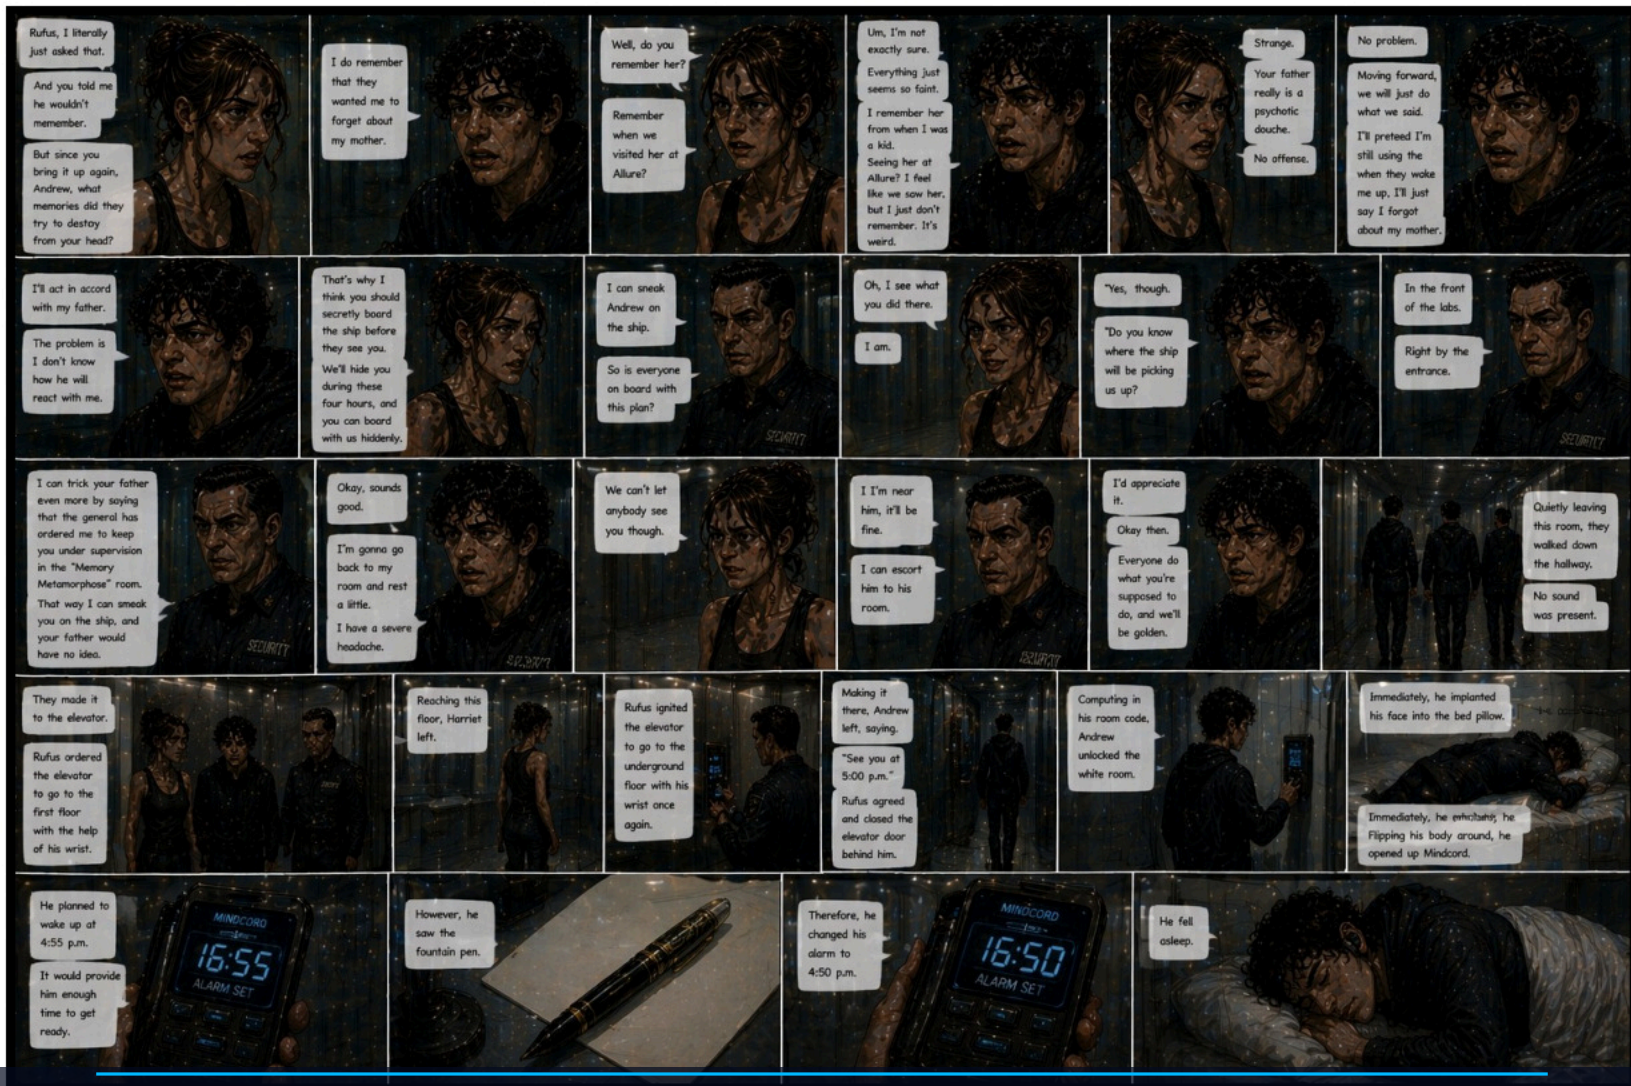 Rufus, I literally
just asked that.
And you told me
he wouldn't
memember.
But since you
bring it up again,
Andrew, what
memories did they
try to destoy
from your head?
I do remember
that they
wanted me to
forget about
my mother.
Well, do you
remember her?
Remember
when we
visited her at
Allure?
Um, I'm not
exactly sure.
Everything just
seems so faint.
I remember her
from when I was
a kid.
Seeing her at
Allure? I feel
like we saw her,
but I just don't
remember. It's
weird.
Strange.
Your father
really is a
psychotic
douche.
No offense.
No problem.
Moving forward,
we will just do
what we said.
I'll preteed I'm
still using the
when they woke
me up, I'll just
say I forgot
about my mother.
I'll act in accord
with my father.
The problem is
I don't know
how he will
react with me.
That's why I
think you should
secretly board
the ship before
they see you.
We'll hide you
during these
four hours, and
you can board
with us hiddenly.
I can sneak
Andrew on
the ship.
So is everyone
on board with
this plan?
SECURITY
Oh, I see what
you did there.
I am.
"Yes, though.
"Do you know
where the ship
will be picking
us up?
In the front
of the labs.
Right by the
entrance.
SECURITY
I can trick your father
even more by saying
that the general has
ordered me to keep
you under supervision
in the "Memory
Metamorphose" room.
That way I can smeak
you on the ship, and
your father would
have no idea.
SECURITY
Okay, sounds
good.
I'm gonna go
back to my
room and rest
a little.
I have a severe
headache.
We can't let
anybody see
you though.
I I'm near
him, it'll be
fine.
I can escort
him to his
room.
I'd appreciate
it.
Okay then.
Everyone do
what you're
supposed to
do, and we'll
be golden.
Quietly leaving
this room, they
walked down
the hallway.
No sound
was present.
They made it
to the elevator.
Rufus ordered
the elevator
to go to the
first floor
with the help
of his wrist.
Reaching this
floor, Harriet
left.
Rufus ignited
the elevator
to go to the
underground
floor with his
wrist once
again.
Making it
there, Andrew
left, saying.
"See you at
5:00 p.m."
Rufus agreed
and closed the
elevator door
behind him.
Computing in
his room code,
Andrew
unlocked the
white room.
Immediately, he implanted
his face into the bed pillow.
Immediately, he he
Flipping his body around, he
opened up Mindcord.
He planned to
wake up at
4:55 p.m.
It would provide
him enough
time to get
ready.
MINDCORD
16:55
ALARM SET
However, he
saw the
fountain pen.
Therefore, he
changed his
alarm to
4:50 p.m.
MINDCORD
16:50
ALARM SET
He fell
asleep.